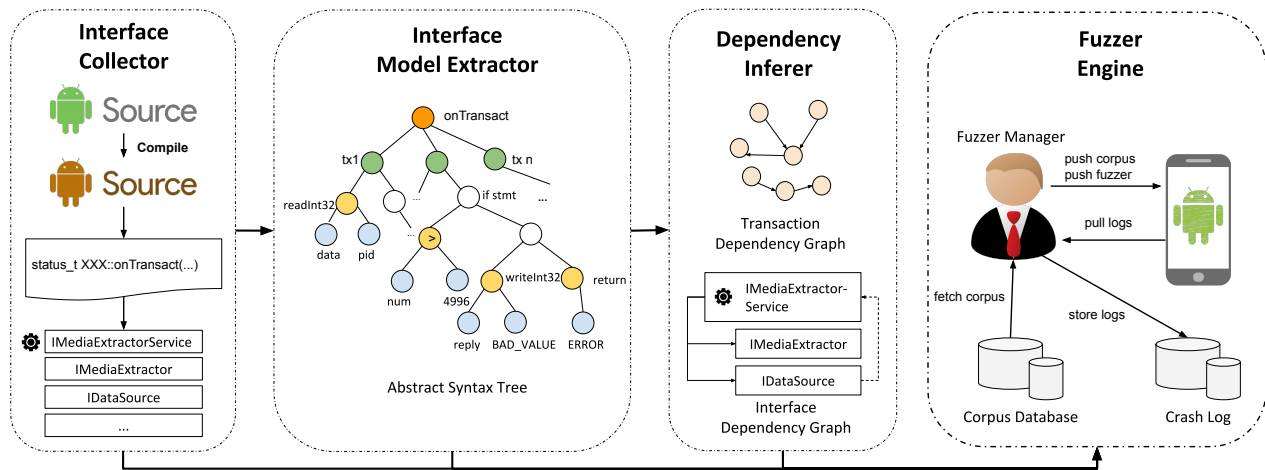 Interface
Collector
Source
Compile
Source
status_t XXX::onTransact(...)
IMediaExtractorService
IMediaExtractor
IDataSource
...
Interface
Model Extractor
onTransact
tx1
tx n
...
if stmt
...
readInt32
...
>
data
pid
num
4996
writeInt32
return
reply
BAD_VALUE
ERROR
Abstract Syntax Tree
Dependency
Inferer
Transaction
Dependency Graph
IMediaExtractor-
Service
IMediaExtractor
IDataSource
Interface
Dependency Graph
Fuzzer
Engine
Fuzzer Manager
push corpus
push fuzzer
pull logs
fetch corpus
store logs
Corpus Database
Crash Log